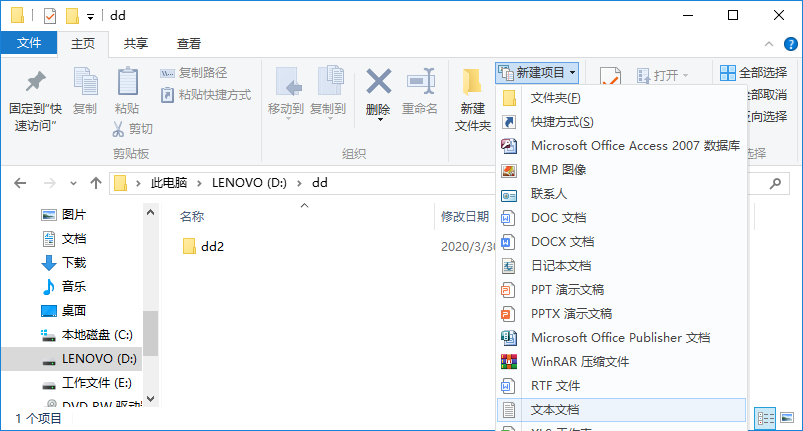 dd
文件 主页 共享 查看
固定到"快
速访问"
复制
粘贴
复制路径
粘贴快捷方式
剪切
剪贴板
移动到
复制到
删除
重命名
组织
新建
文件夹
新建项目
打开
全部选择
全部取消
反向选择
选择
此电脑 LENOVO (D:) dd
图片
文档
下载
音乐
桌面
本地磁盘 (C:)
LENOVO (D:)
工作文件 (E:)
DVD RW 驱动
名称 修改日期
dd2 2020/3/30
文件夹(F)
快捷方式(S)
Microsoft Office Access 2007 数据库
BMP 图像
联系人
DOC 文档
DOCX 文档
日记本文档
PPT 演示文稿
PPTX 演示文稿
Microsoft Office Publisher 文档
WinRAR 压缩文件
RTF 文件
文本文档
XLS 工作表
1 个项目